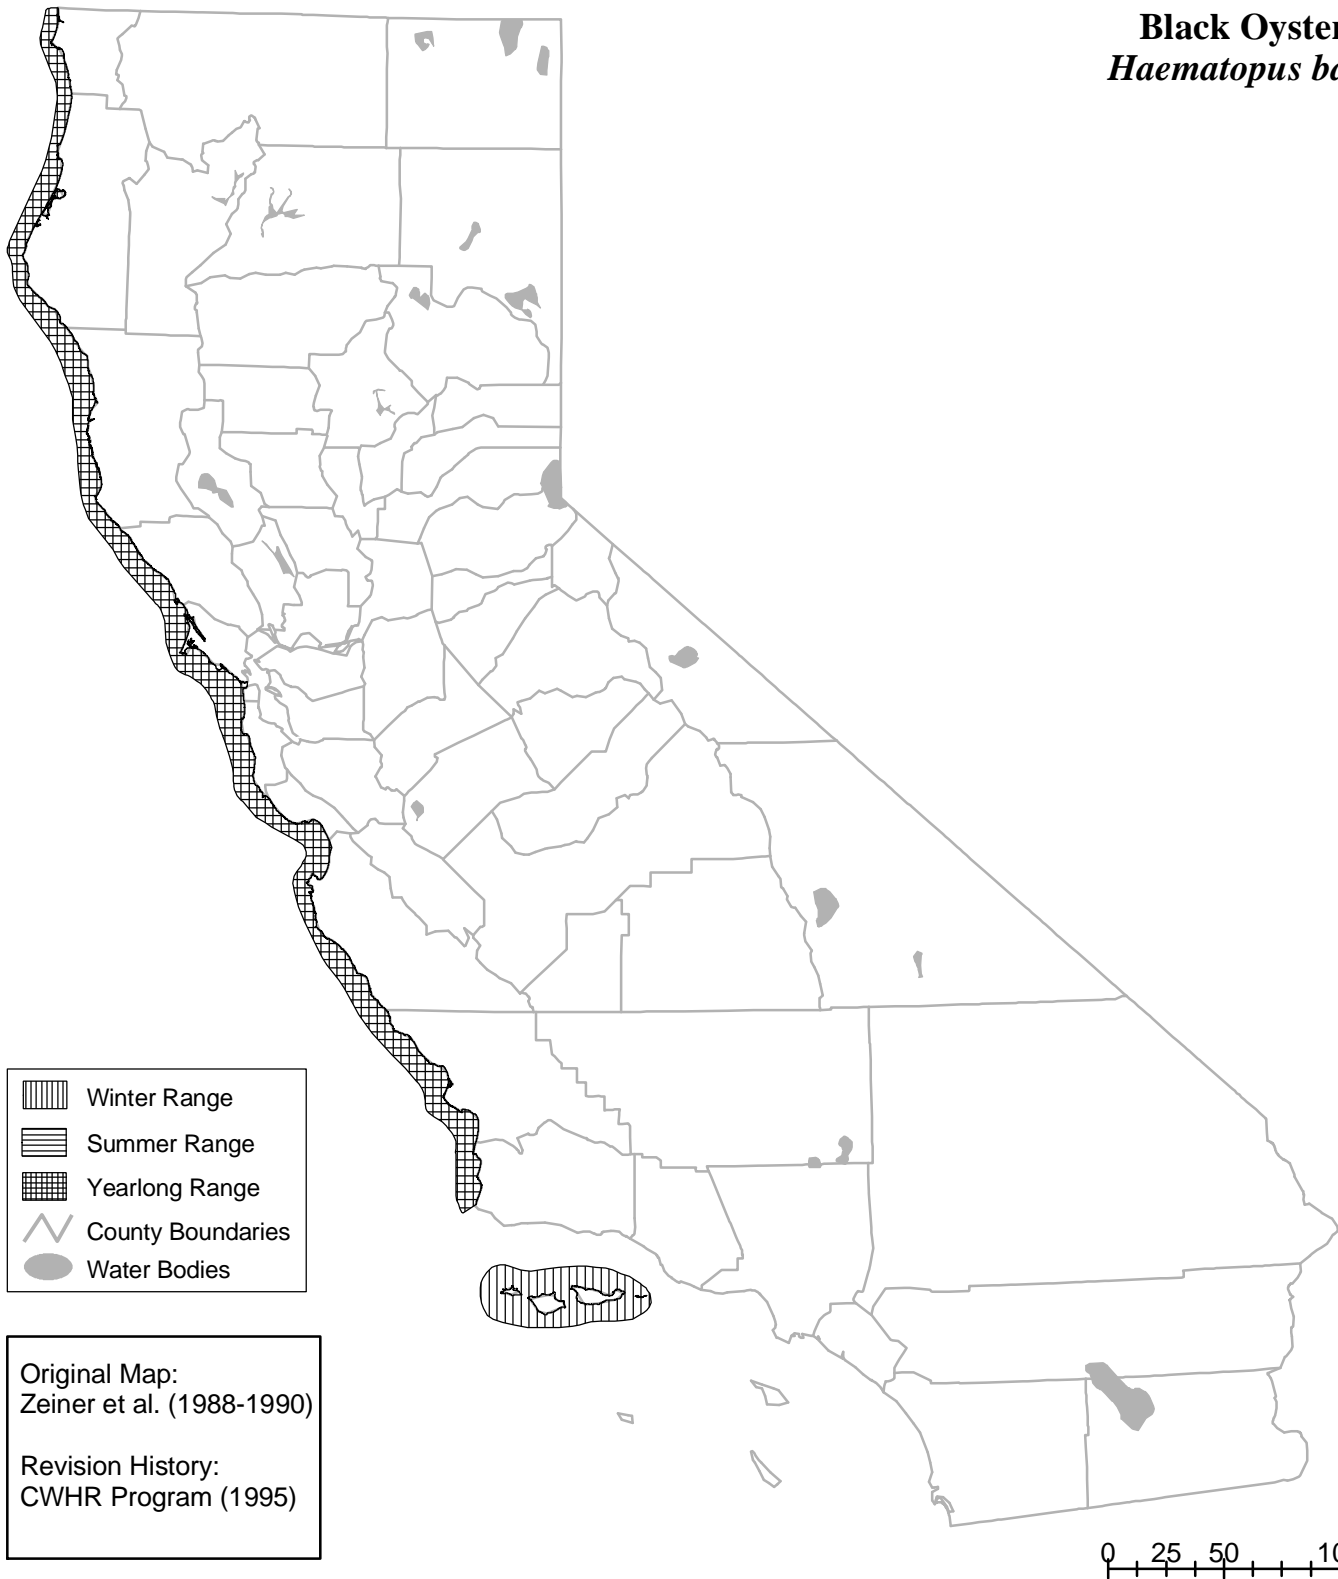 Black Oyster
Haematopus ba
Winter Range
Summer Range
Yearlong Range
County Boundaries
Water Bodies
Original Map:
Zeiner et al. (1988-1990)
Revision History:
CWHR Program (1995)
0 25 50 10